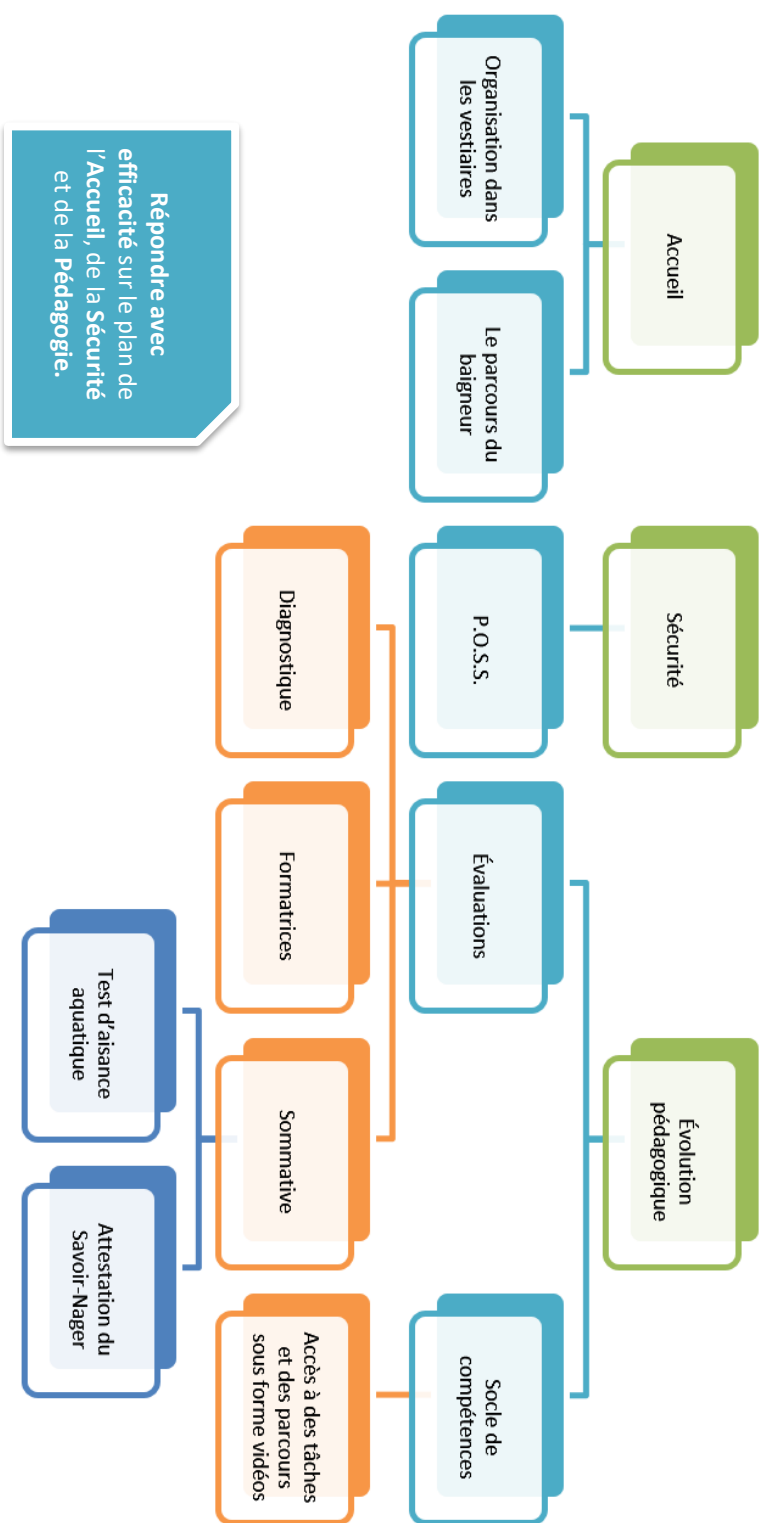 Accueil
Sécurité
Évolution
pédagogique
Organisation dans
les vestiaires
Le parcours du
baigneur
P.O.S.S.
Évaluations
Socle de
compétences
Diagnostique
Formatrices
Sommative
Accès à des tâches
et des parcours
sous forme vidéos
Test d’aisance
aquatique
Attestation du
Savoir-Nager
Répondre avec
efficacité sur le plan de
l’Accueil, de la Sécurité
et de la Pédagogie.